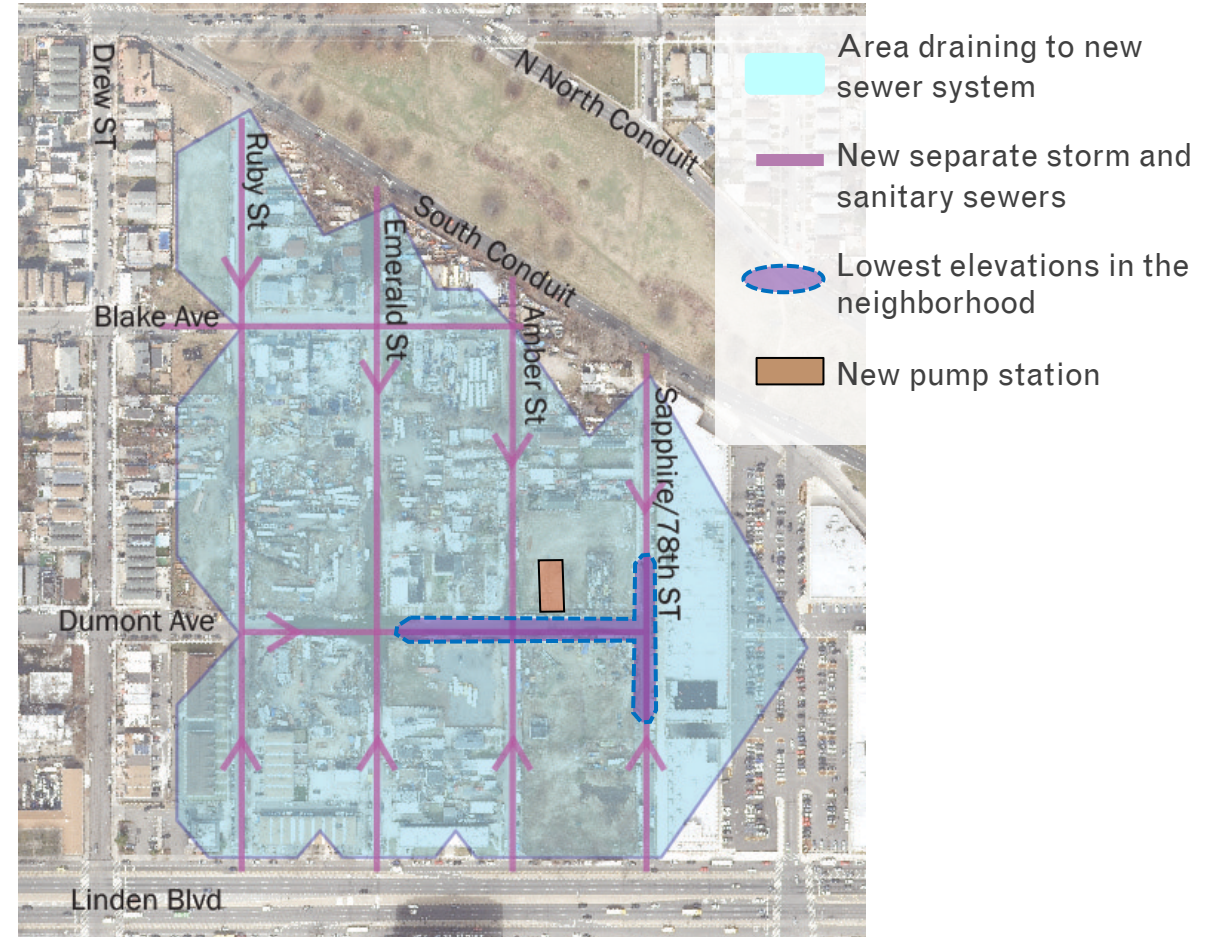 Drew ST
N North Conduit
Area draining to new
sewer system
Ruby St
New separate storm and
sanitary sewers
South Conduit
Emerald St
Lowest elevations in the
neighborhood
Blake Ave
Amber St
New pump station
Sapphire/78th ST
Dumont Ave
Linden Blvd